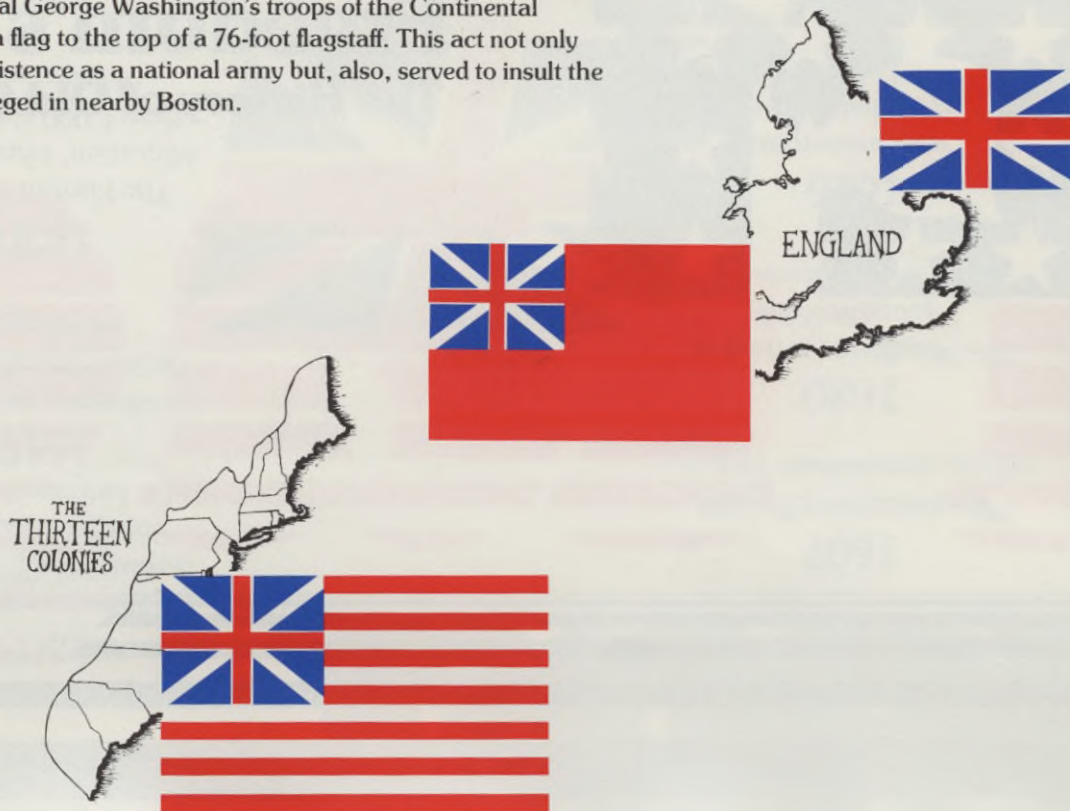 al George Washington's troops of the Continental
a flag to the top of a 76-foot flagstaff. This act not only
istence as a national army but, also, served to insult the
eged in nearby Boston.
ENGLAND
THE
THIRTEEN
COLONIES